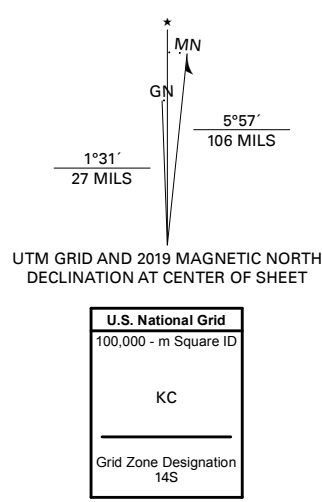 ★
MN
GN
5°57´
106 MILS
1°31´
27 MILS
UTM GRID AND 2019 MAGNETIC NORTH
DECLINATION AT CENTER OF SHEET
U.S. National Grid
100,000 - m Square ID
KC
Grid Zone Designation
14S